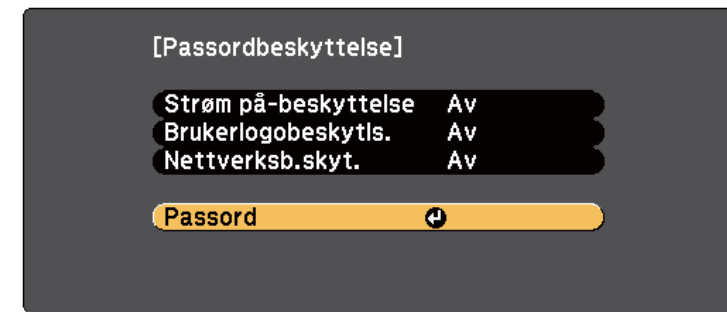 [Passordbeskyttelse]
Strøm på-beskyttelse Av
Brukerlogobeskytls. Av
Nettverksb.skyt. Av
Passord